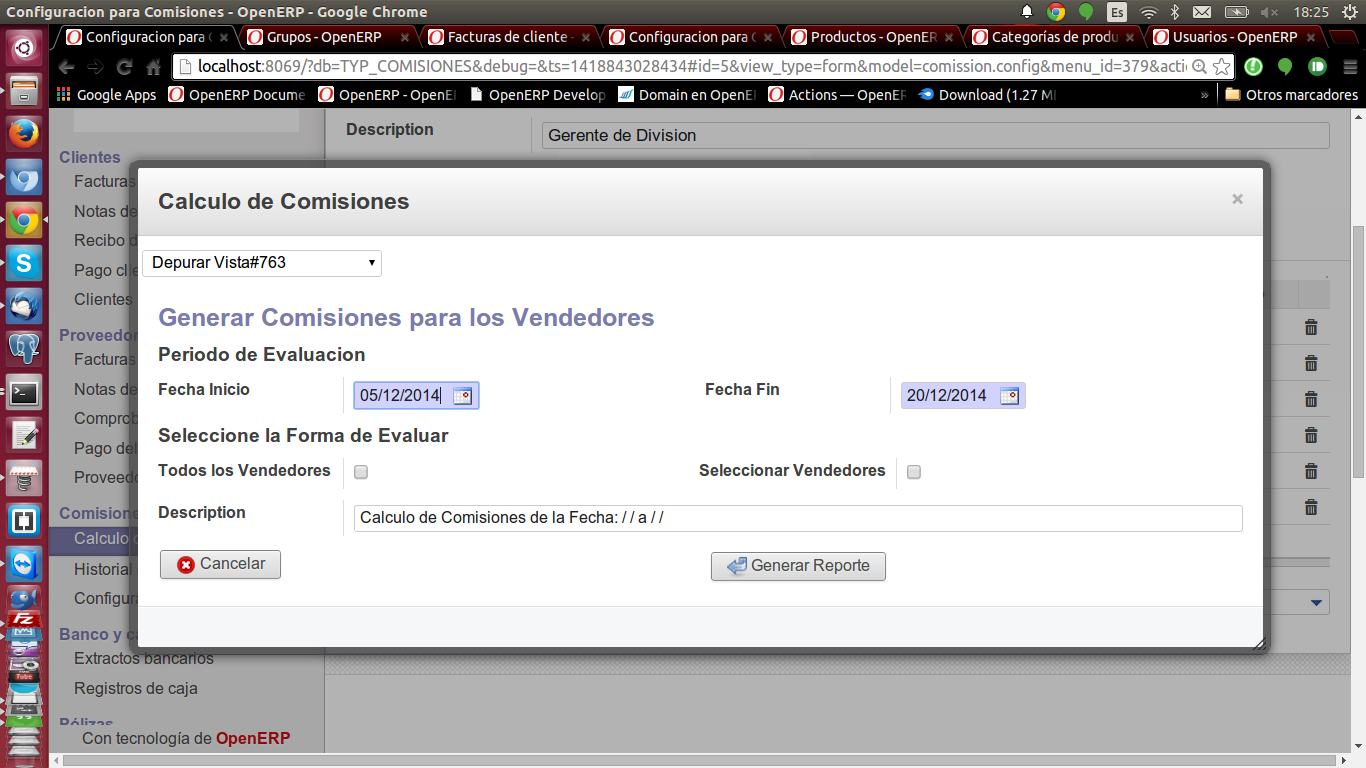 Configuracion para Comisiones - OpenERP - Google Chrome
Es
18:25
Configuracion para C
Grupos - OpenERP
Facturas de cliente -
Configuracion para C
Productos - OpenER
Categorías de produ
Usuarios - OpenERP
localhost:8069/?db=TYP_COMISIONES&debug=&ts=1418843028434#id=5&view_type=form&model=comission.config&menu_id=379&actio
Google Apps
OpenERP Docume
OpenERP - OpenE
OpenERP Develop
Domain en OpenE
Actions — OpenER
Download (1.27 M
»
Otros marcadores
Description
Gerente de Division
Clientes
Facturas
Notas de
Recibo d
Pago clie
Clientes
Proveedor
Facturas
Notas de
Comprob
Pago del
Proveedo
Comisione
Calculo d
Historial
Configura
Banco y ca
Extractos bancarios
Registros de caja
Pólizas
Con tecnología de OpenERP
Calculo de Comisiones
×
Depurar Vista#763
Generar Comisiones para los Vendedores
Periodo de Evaluacion
Fecha Inicio
05/12/2014
Fecha Fin
20/12/2014
Seleccione la Forma de Evaluar
Todos los Vendedores
Seleccionar Vendedores
Description
Calculo de Comisiones de la Fecha: / / a / /
Cancelar
Generar Reporte